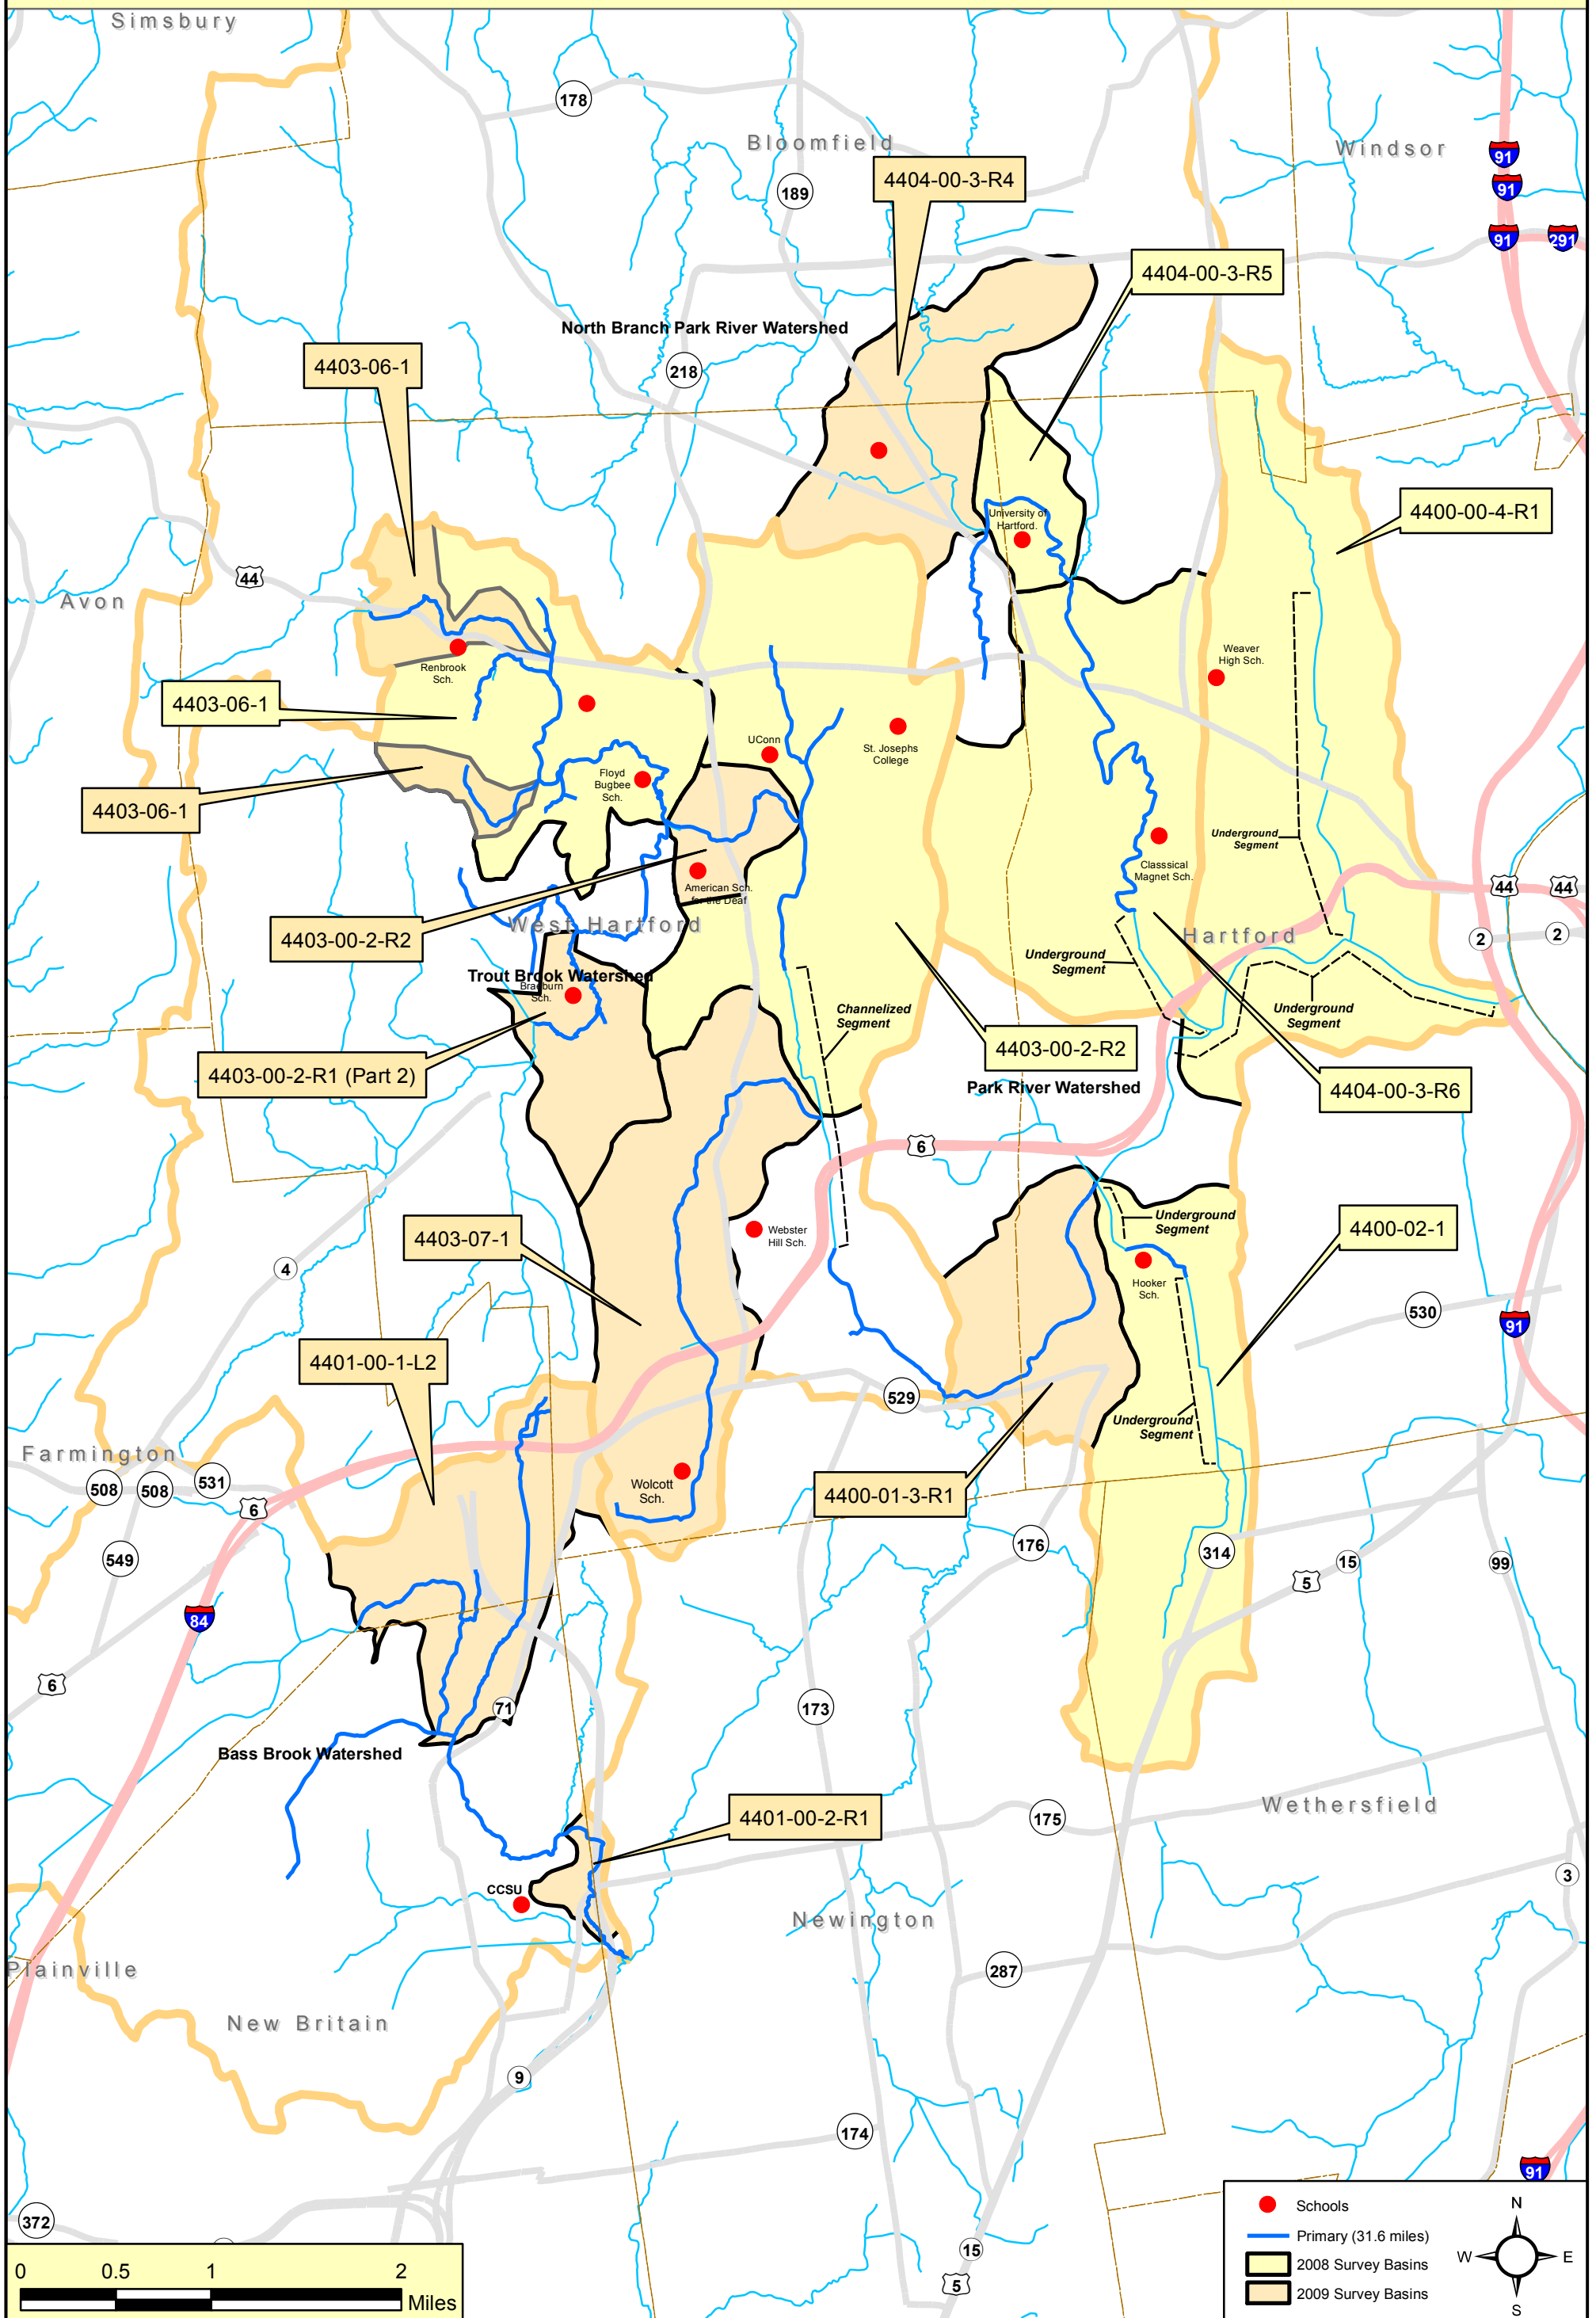 Simsbury
178
Bloomfield
Windsor
91
91
4404-00-3-R4
189
91
291
4404-00-3-R5
North Branch Park River Watershed
4403-06-1
218
4400-00-4-R1
University of
Hartford.
44
Avon
Renbrook
Sch.
Weaver
High Sch.
4403-06-1
UConn
St. Josephs
College
Floyd
Bugbee
Sch.
4403-06-1
Underground
Segment
Classsical
Magnet Sch.
American Sch.
for the Deaf
44
44
West Hartford
4403-00-2-R2
Hartford
2
2
Trout Brook Watershed
Underground
Segment
Braeburn
Sch.
Channelized
Segment
Underground
Segment
4403-00-2-R2
4403-00-2-R1 (Part 2)
Park River Watershed
4404-00-3-R6
6
4403-07-1
Webster
Hill Sch.
Underground
Segment
4400-02-1
4
Hooker
Sch.
530
91
4401-00-1-L2
529
Underground
Segment
Farmington
508
508
531
6
Wolcott
Sch.
4400-01-3-R1
549
176
314
15
5
99
84
6
71
173
Bass Brook Watershed
4401-00-2-R1
175
Wethersfield
3
CCSU
Newington
Plainville
287
New Britain
9
174
91
372
15
5
0
0.5
1
2
Miles
Schools
Primary (31.6 miles)
2008 Survey Basins
2009 Survey Basins
N
W
E
S